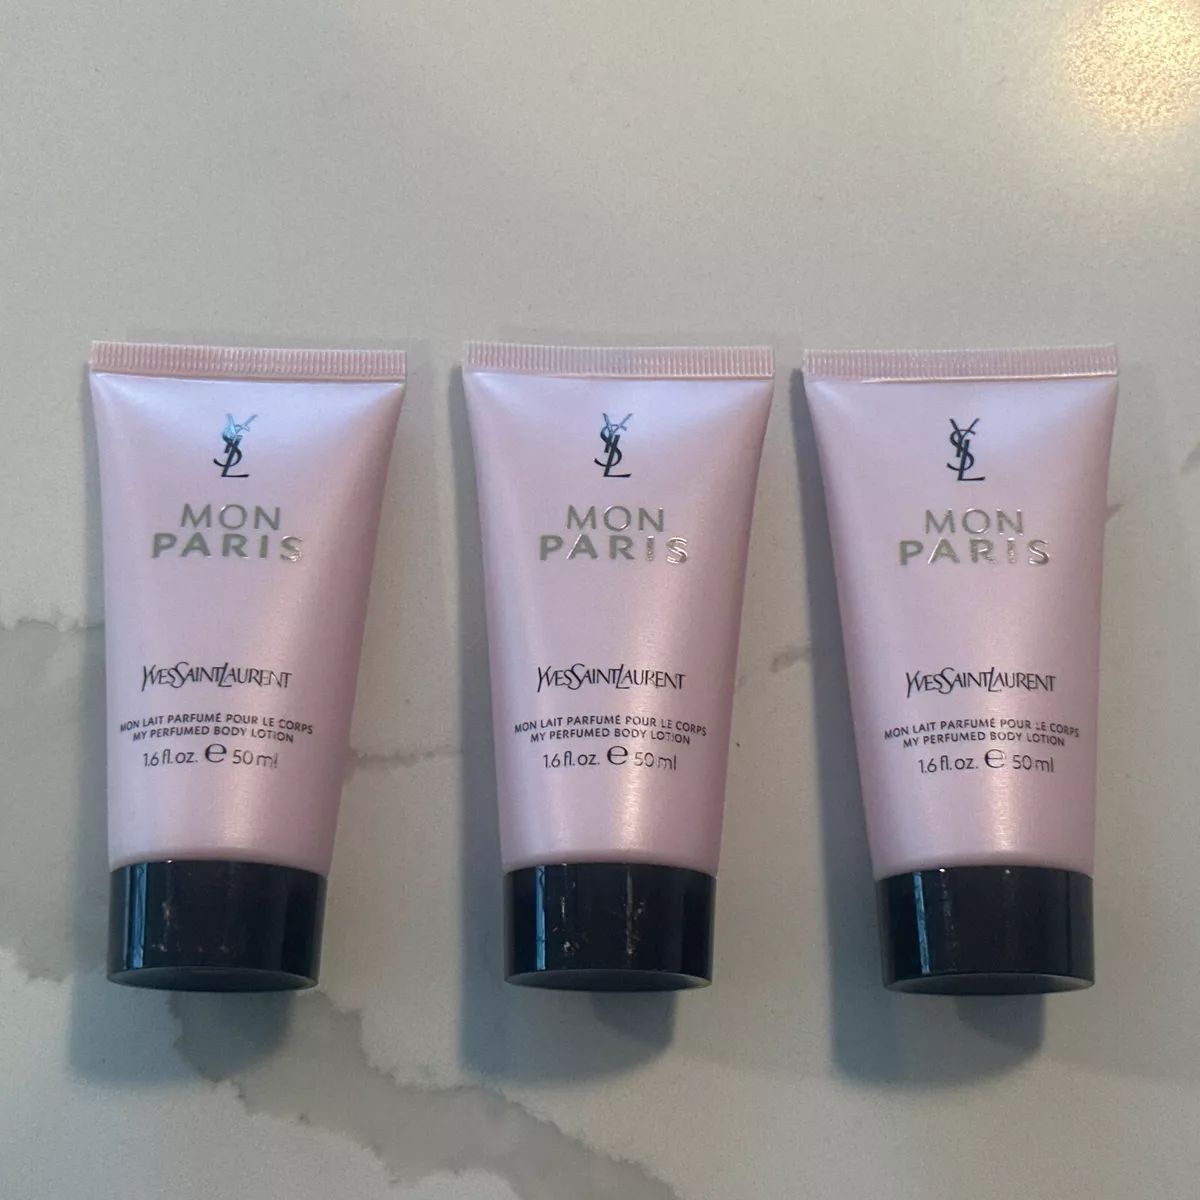 YSL
MON
PARIS
YVESSAINTLAURENT
MON LAIT PARFUMÉ POUR LE CORPS
MY PERFUMED BODY LOTION
1.6 fl. oz. ℮ 50 ml
YSL
MON
PARIS
YVESSAINTLAURENT
MON LAIT PARFUMÉ POUR LE CORPS
MY PERFUMED BODY LOTION
1.6 fl. oz. ℮ 50 ml
YSL
MON
PARIS
YVESSAINTLAURENT
MON LAIT PARFUMÉ POUR LE CORPS
MY PERFUMED BODY LOTION
1.6 fl. oz. ℮ 50 ml